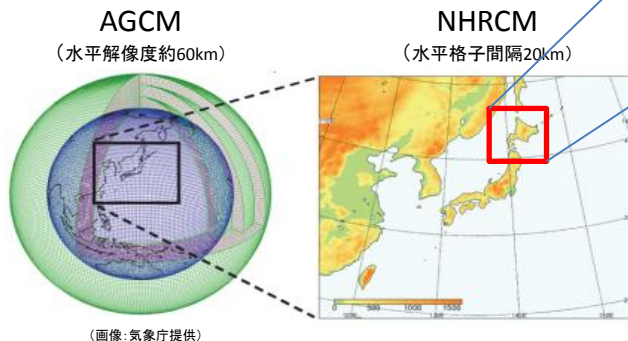 AGCM
（水平解像度約60km）
NHRCM
（水平格子間隔20km）
0 500 1000 1500
（画像：気象庁提供）